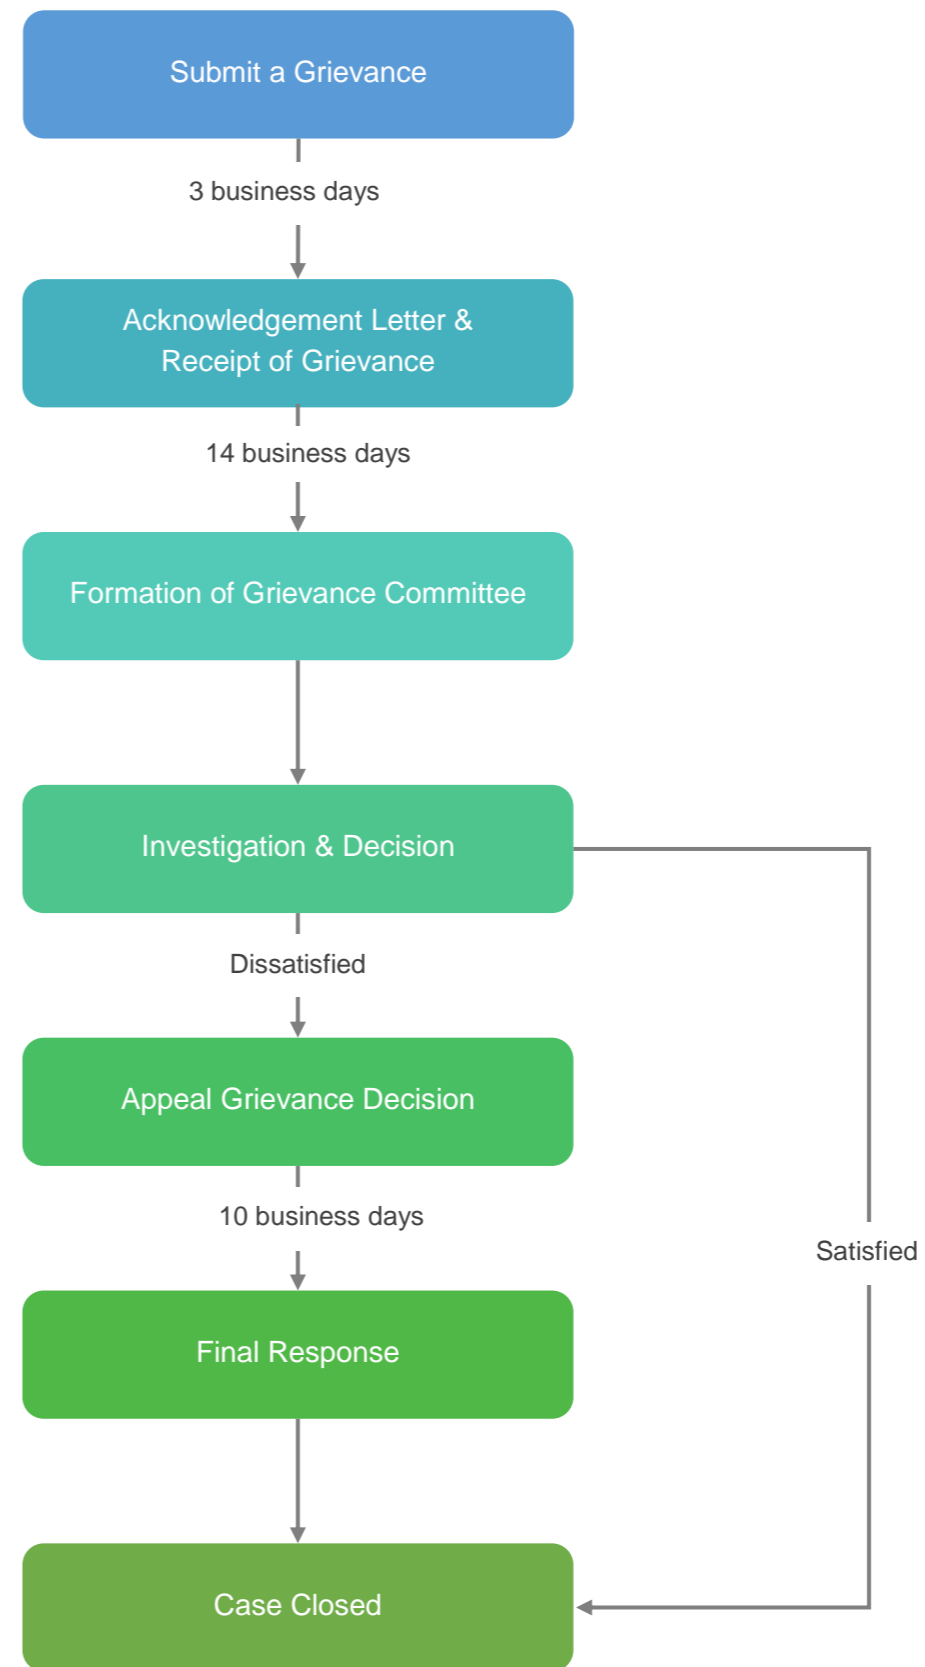 Submit a Grievance
3 business days
Acknowledgement Letter &
Receipt of Grievance
14 business days
Formation of Grievance Committee
Investigation & Decision
Dissatisfied
Appeal Grievance Decision
10 business days
Satisfied
Final Response
Case Closed